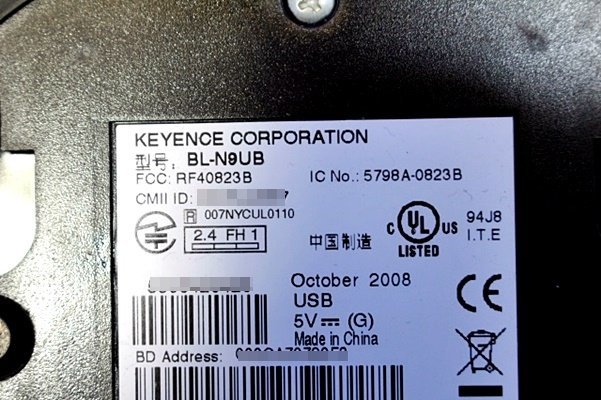 KEYENCE CORPORATION
型号: BL-N9UB
FCC: RF40823B IC No.: 5798A-0823B
CMII ID:
R 007NYCUL0110
2.4 FH 1
中国制造
C UL US
LISTED
94J8
I.T.E
October 2008
USB
5V (G)
Made in China
CE
BD Address: